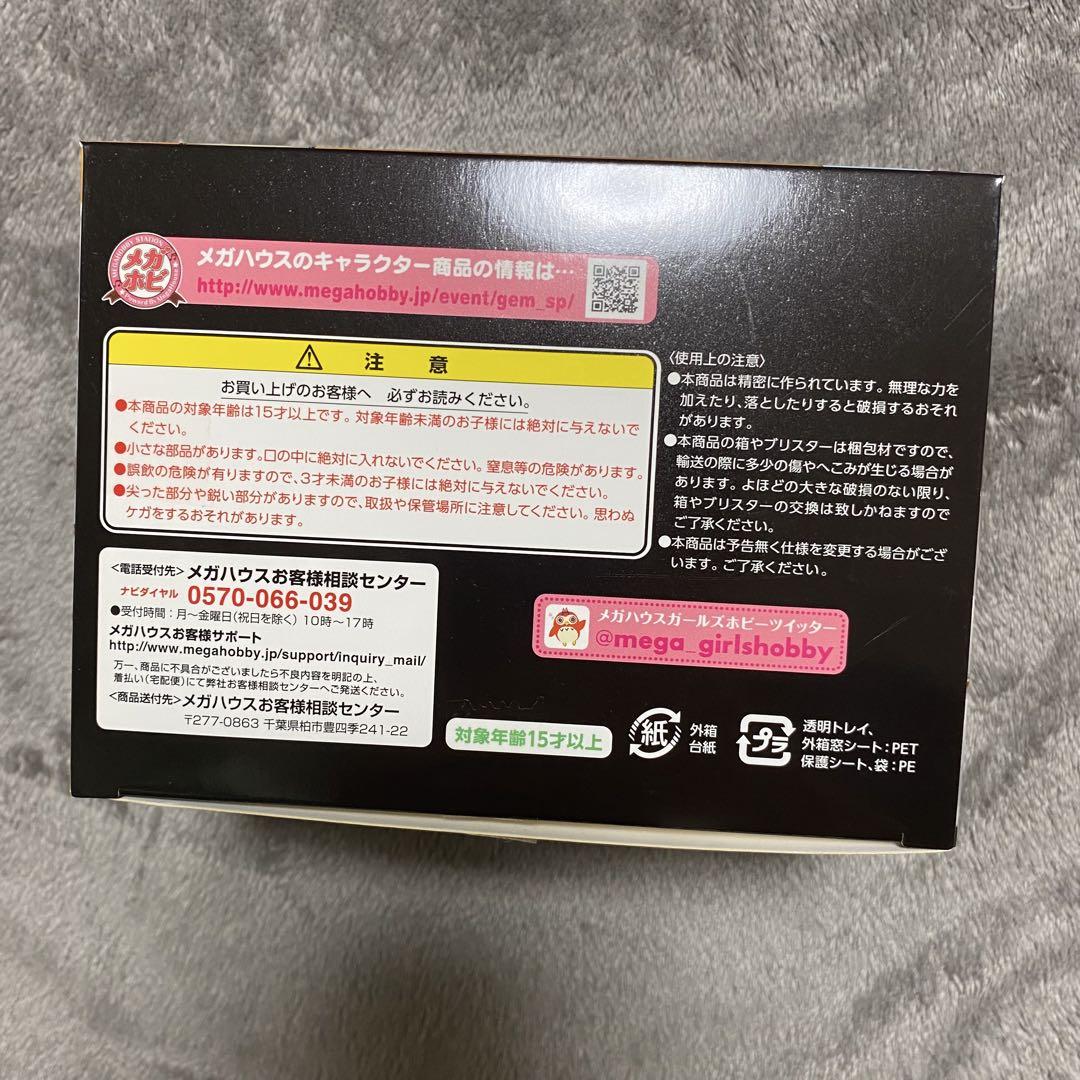 MEGAHOBBY STATION
メガホビ
Powered By MegaHouse
メガハウスのキャラクター商品の情報は…
http://www.megahobby.jp/event/gem_sp/
注 意
お買い上げのお客様へ 必ずお読みください。
●本商品の対象年齢は15才以上です。対象年齢未満のお子様には絶対に与えないで
ください。
●小さな部品があります。口の中に絶対に入れないでください。窒息等の危険があります。
●誤飲の危険が有りますので、3才未満のお子様には絶対に与えないでください。
●尖った部分や鋭い部分がありますので、取扱や保管場所に注意してください。思わぬ
ケガをするおそれがあります。
〈使用上の注意〉
●本商品は精密に作られています。無理な力を
加えたり、落としたりすると破損するおそれ
があります。
●本商品の箱やブリスターは梱包材ですので、
輸送の際に多少の傷やへこみが生じる場合が
あります。よほどの大きな破損のない限り、
箱やブリスターの交換は致しかねますので
ご了承ください。
●本商品は予告無く仕様を変更する場合がござ
います。ご了承ください。
<電話受付先>メガハウスお客様相談センター
ナビダイヤル 0570-066-039
●受付時間：月～金曜日(祝日を除く) 10時～17時
メガハウスお客様サポート
http://www.megahobby.jp/support/inquiry_mail/
万一、商品に不具合がございましたら不良内容を明記の上、
着払い(宅配便)にて弊社お客様相談センターへご発送ください。
<商品送付先>メガハウスお客様相談センター
〒277-0863 千葉県柏市豊四季241-22
メガハウスガールズホビーツイッター
@mega_girlshobby
対象年齢15才以上
紙
外箱
台紙
プラ
透明トレイ、
外箱窓シート：PET
保護シート、袋：PE